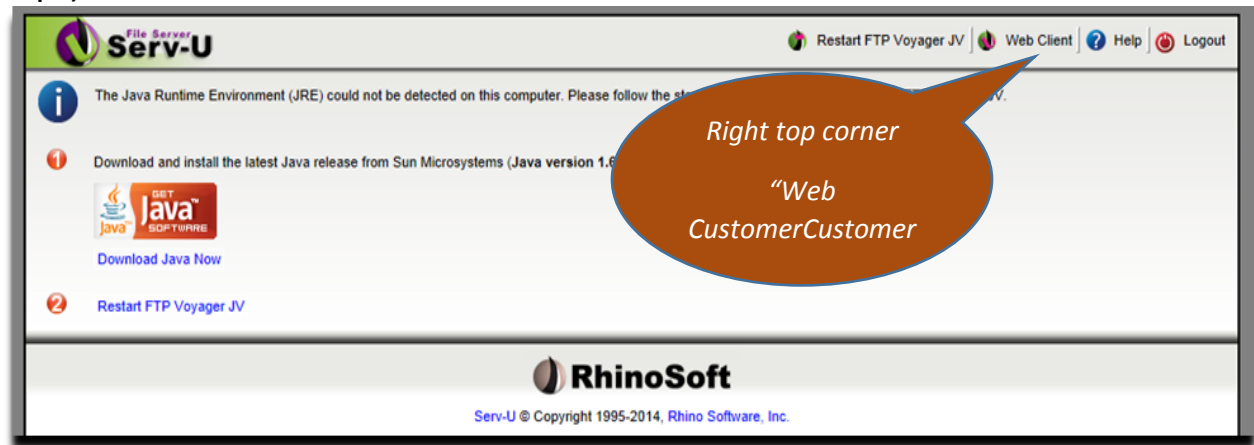 File Server
Serv-U
Restart FTP Voyager JV Web Client Help Logout
The Java Runtime Environment (JRE) could not be detected on this computer. Please follow the
JV.
Right top corner
“Web
CustomerCustomer
Download and install the latest Java release from Sun Microsystems (Java version 1.6
GET
Java™
SOFTWARE
Java™
Download Java Now
Restart FTP Voyager JV
RhinoSoft
Serv-U © Copyright 1995-2014, Rhino Software, Inc.